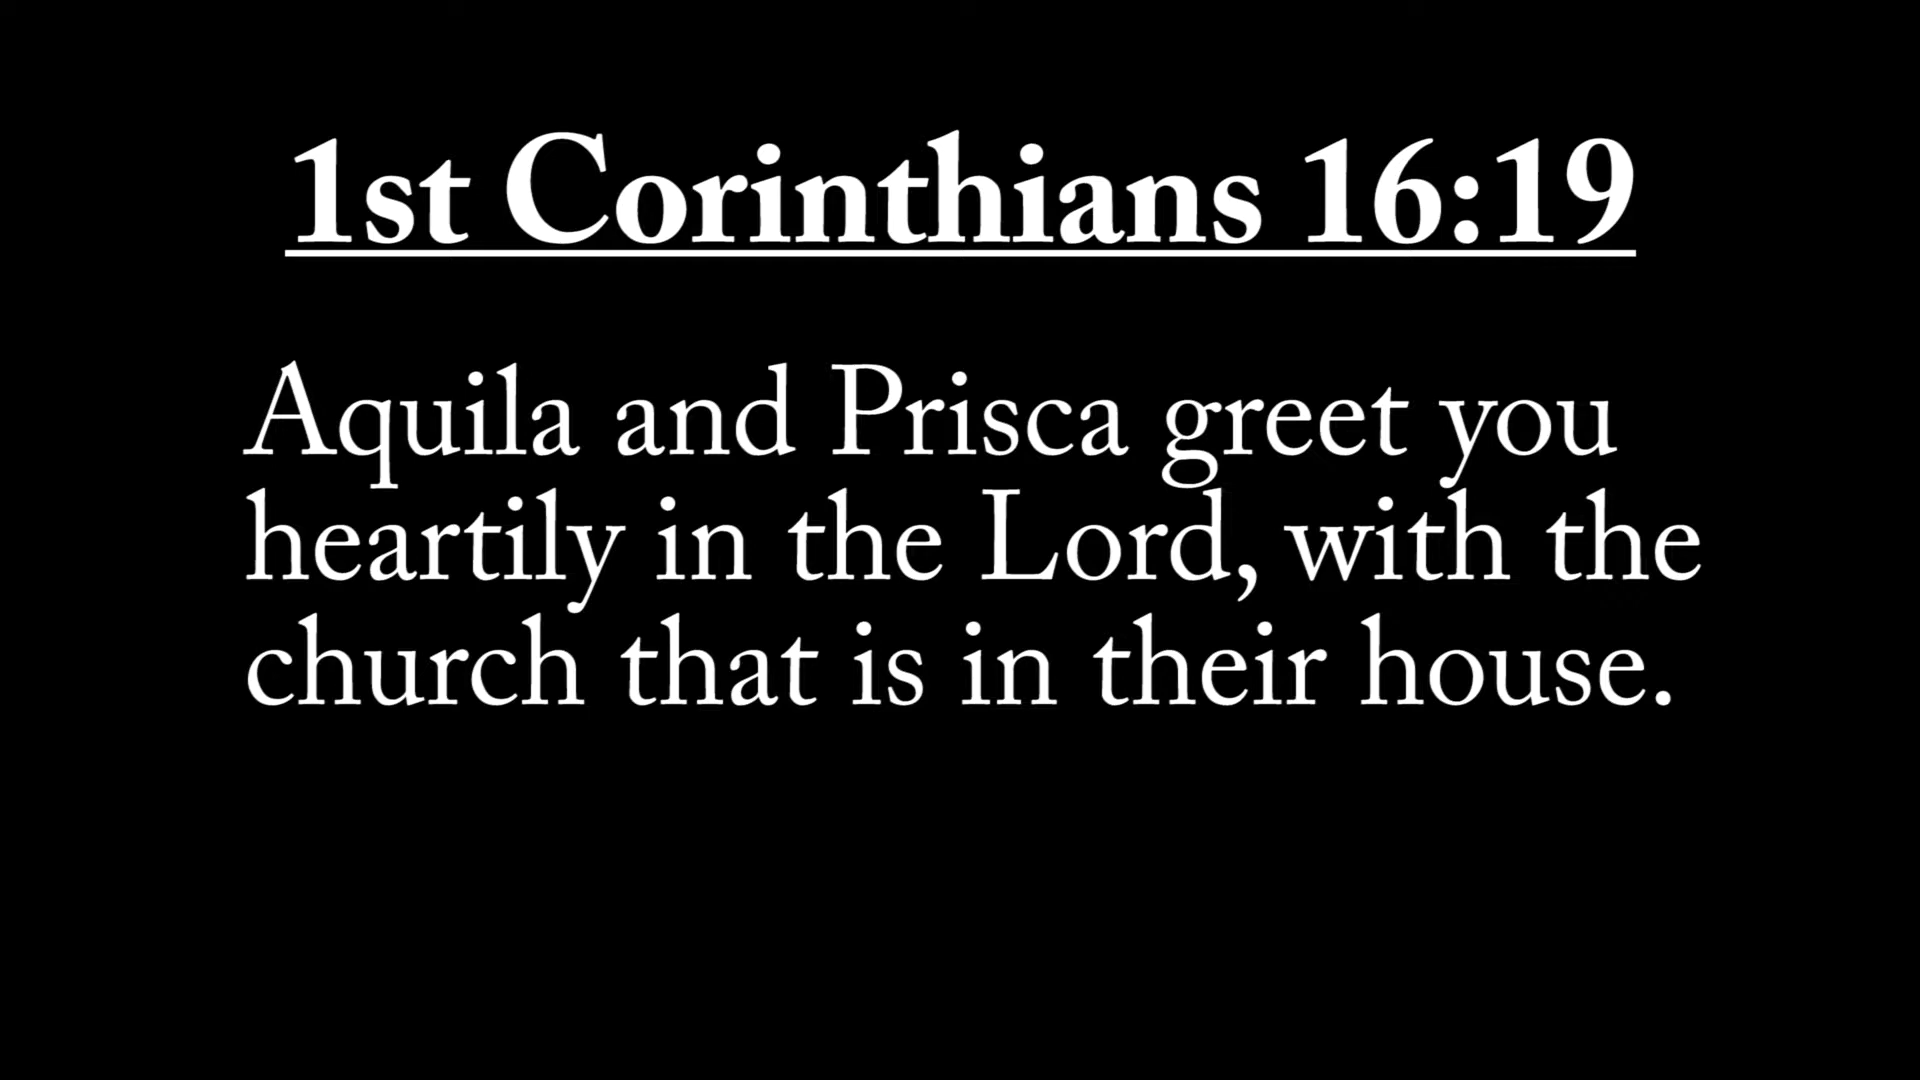 1st Corinthians 16:19
Aquila and Prisca greet you
heartily in the Lord, with the
church that is in their house.